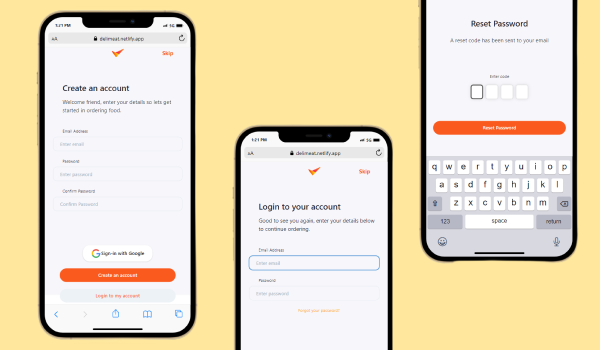 1:21 PM
5G
AA
delimeat.netlify.app
Skip
Create an account
Welcome friend, enter your details so lets get
started in ordering food.
Email Address
Enter email
Password
Enter password
Confirm Password
Confirm Password
Sign-in with Google
Create an account
Login to my account
1:21 PM
5G
AA
delimeat.netlify.app
Skip
Login to your account
Good to see you again, enter your details below
to continue ordering.
Email Address
Enter email
Password
Enter password
Forgot your password?
Reset Password
A reset code has been sent to your email
Enter code
Reset Password
q w e r t y u i o p
a s d f g h j k l
z x c v b n m
123 space return